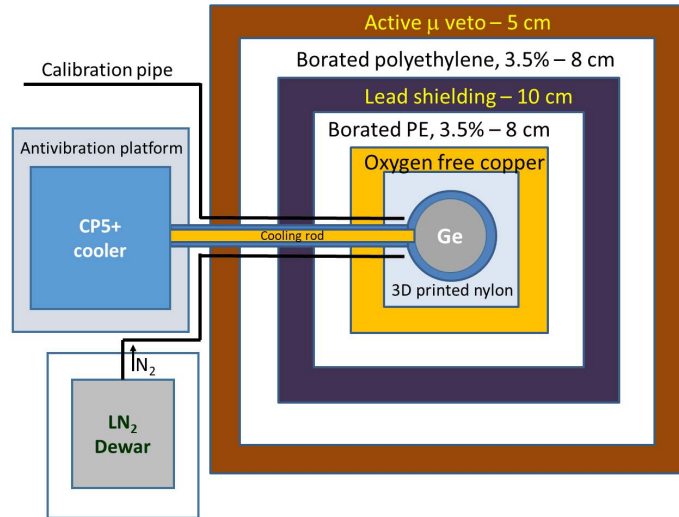 Active μ veto – 5 cm
Borated polyethylene, 3.5% – 8 cm
Calibration pipe
Lead shielding – 10 cm
Borated PE, 3.5% – 8 cm
Antivibration platform
Oxygen free copper
CP5+
cooler
Cooling rod
Ge
3D printed nylon
N₂
LN₂
Dewar